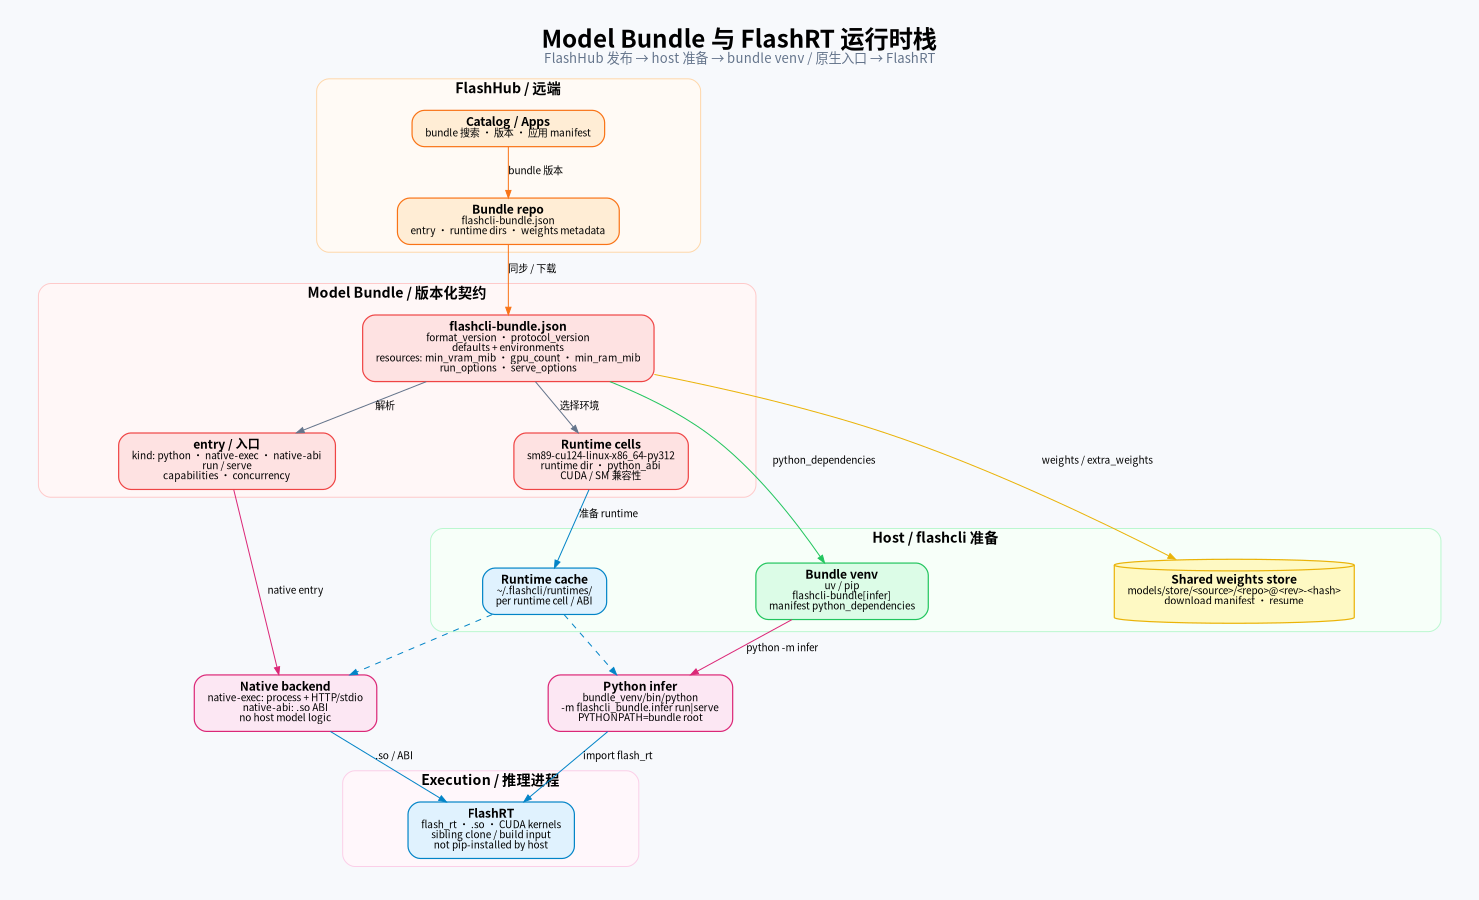 Model Bundle 与 FlashRT 运行时栈
FlashHub 发布 → host 准备 → bundle venv / 原生入口 → FlashRT
FlashHub / 远端
Catalog / Apps
bundle 搜索 · 版本 · 应用 manifest
bundle 版本
Bundle repo
flashcli-bundle.json
entry · runtime dirs · weights metadata
同步 / 下载
Model Bundle / 版本化契约
flashcli-bundle.json
format_version · protocol_version
defaults + environments
resources: min_vram_mib · gpu_count · min_ram_mib
run_options · serve_options
解析
选择环境
entry / 入口
kind: python · native-exec · native-abi
run / serve
capabilities · concurrency
Runtime cells
sm89-cu124-linux-x86_64-py312
runtime dir · python_abi
CUDA / SM 兼容性
python_dependencies
weights / extra_weights
准备 runtime
Host / flashcli 准备
Runtime cache
~/.flashcli/runtimes/
per runtime cell / ABI
Bundle venv
uv / pip
flashcli-bundle[infer]
manifest python_dependencies
Shared weights store
models/store/<source>/<repo>@<rev>-<hash>
download manifest · resume
native entry
python -m infer
Native backend
native-exec: process + HTTP/stdio
native-abi: .so ABI
no host model logic
Python infer
bundle_venv/bin/python
-m flashcli_bundle.infer run|serve
PYTHONPATH=bundle root
.so / ABI
import flash_rt
Execution / 推理进程
FlashRT
flash_rt · .so · CUDA kernels
sibling clone / build input
not pip-installed by host